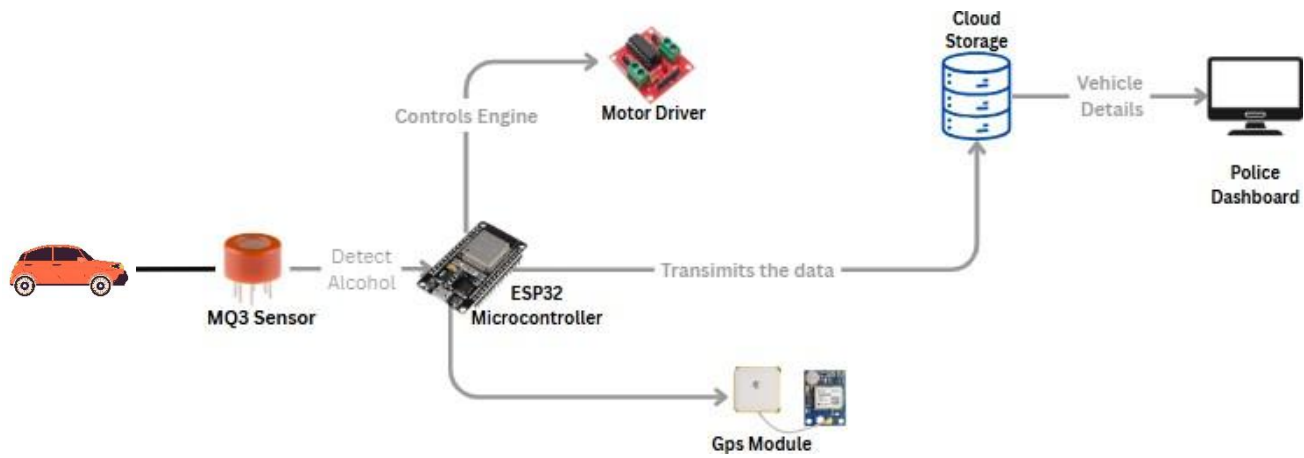 Cloud
Storage
Vehicle
Details
Motor Driver
Controls Engine
Police
Dashboard
Detect
Alcohol
Transimits the data
ESP32
Microcontroller
MQ3 Sensor
Gps Module